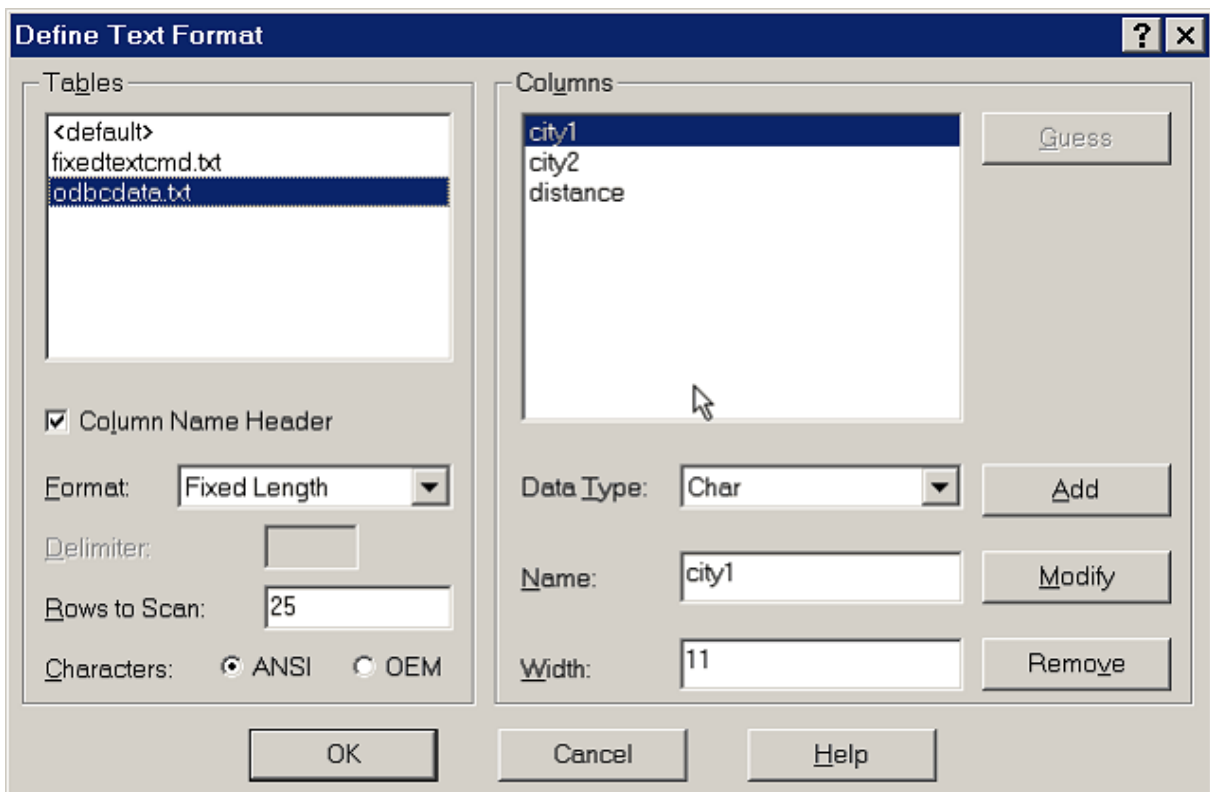 Define Text Format
Tables
<default>
fixedtextcmd.txt
odbcdata.txt
Column Name Header
Format: Fixed Length
Delimiter:
Rows to Scan: 25
Characters: ANSI OEM
Columns
city1
city2
distance
Guess
Data Type: Char
Add
Name: city1
Modify
Width: 11
Remove
OK Cancel Help